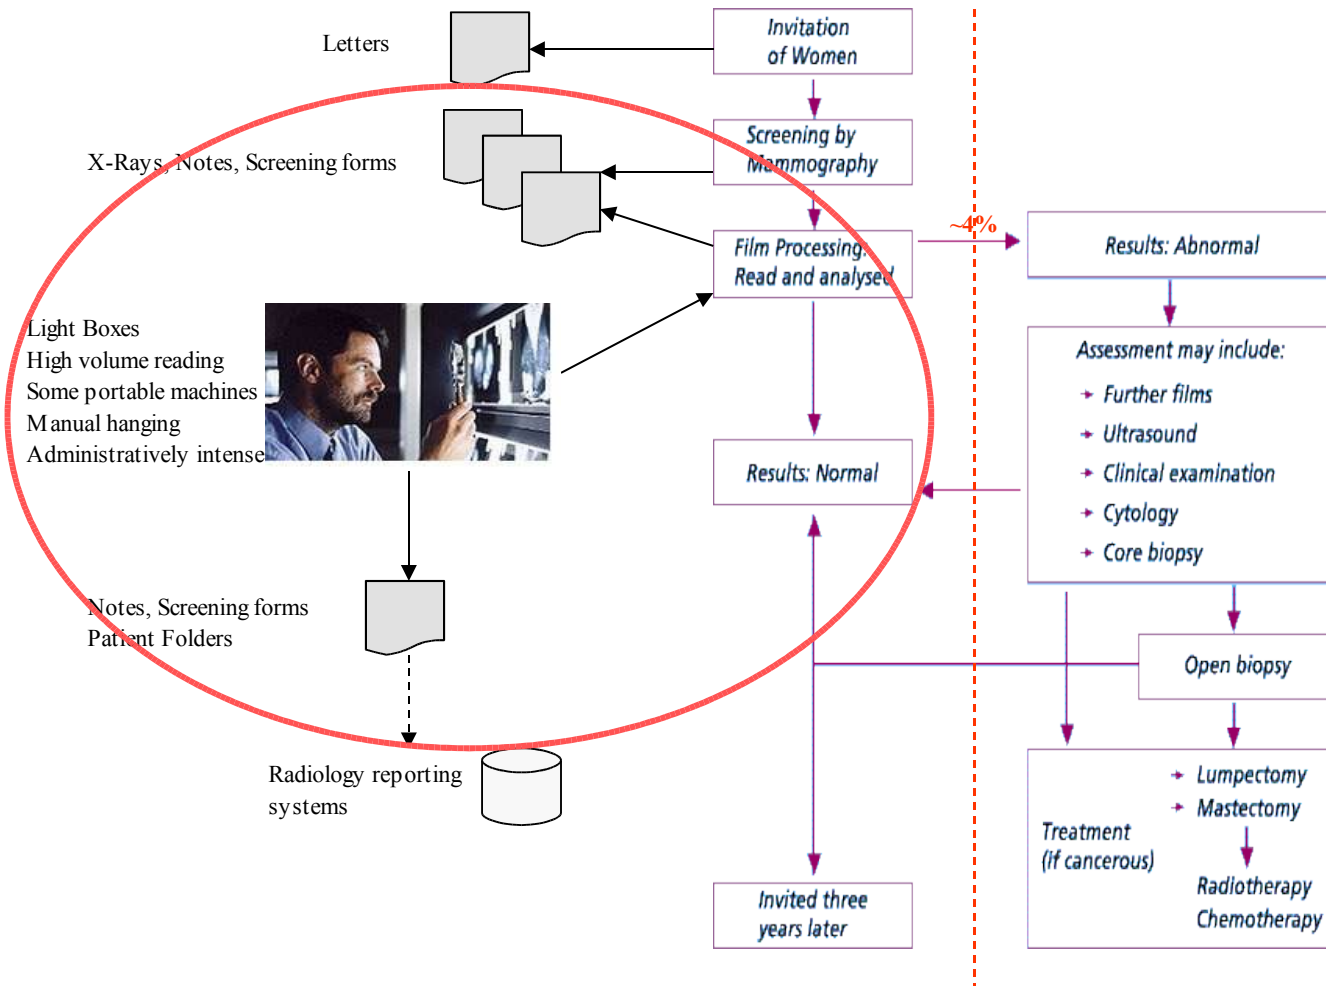 Letters
Invitation
of Women
X-Rays, Notes, Screening forms
Screening by
Mammography
Film Processing:
Read and analysed
~4%
Results: Abnormal
Light Boxes
High volume reading
Some portable machines
Manual hanging
Administratively intense
Assessment may include:
Further films
Ultrasound
Clinical examination
Cytology
Core biopsy
Results: Normal
Notes, Screening forms
Patient Folders
Open biopsy
Radiology reporting
systems
Lumpectomy
Mastectomy
Treatment
(if cancerous)
Radiotherapy
Chemotherapy
Invited three
years later